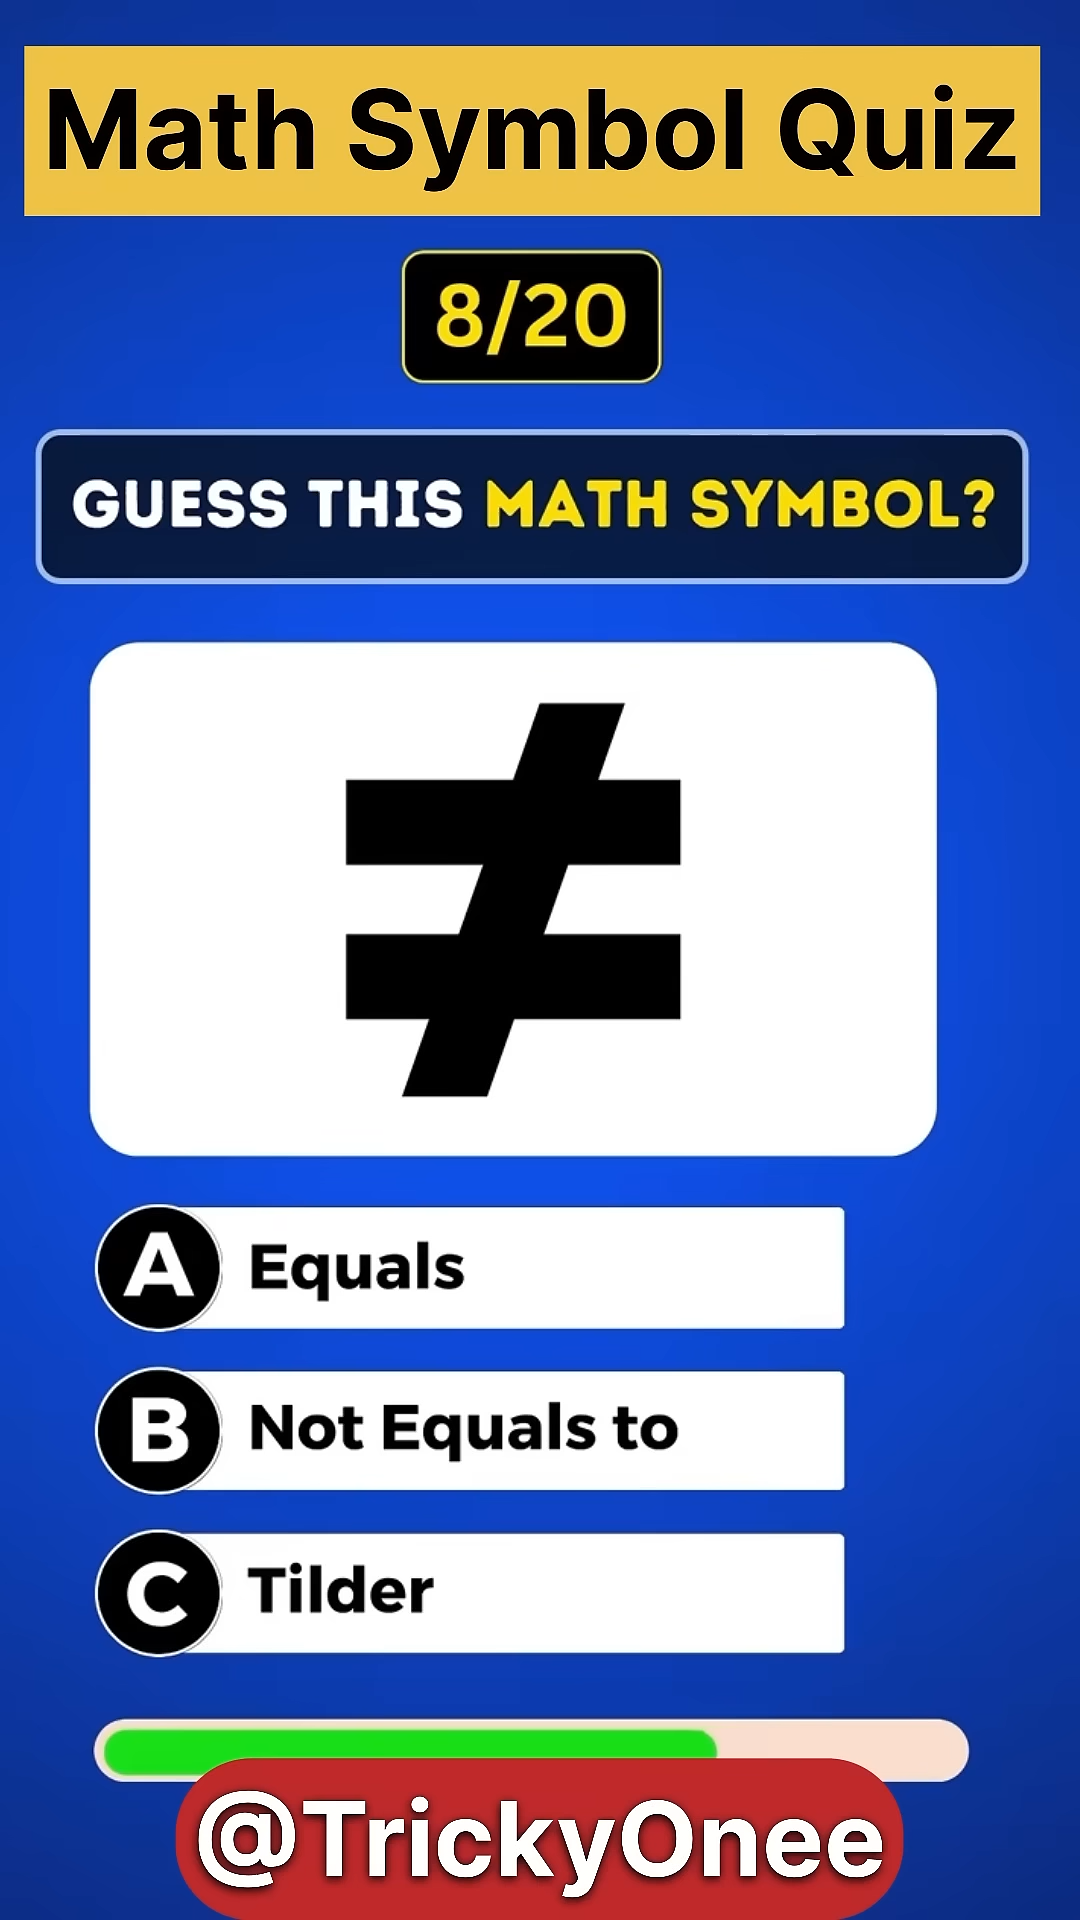 Math Symbol Quiz
8/20
GUESS THIS MATH SYMBOL?
≠
A Equals
B Not Equals to
C Tilder
@TrickyOnee